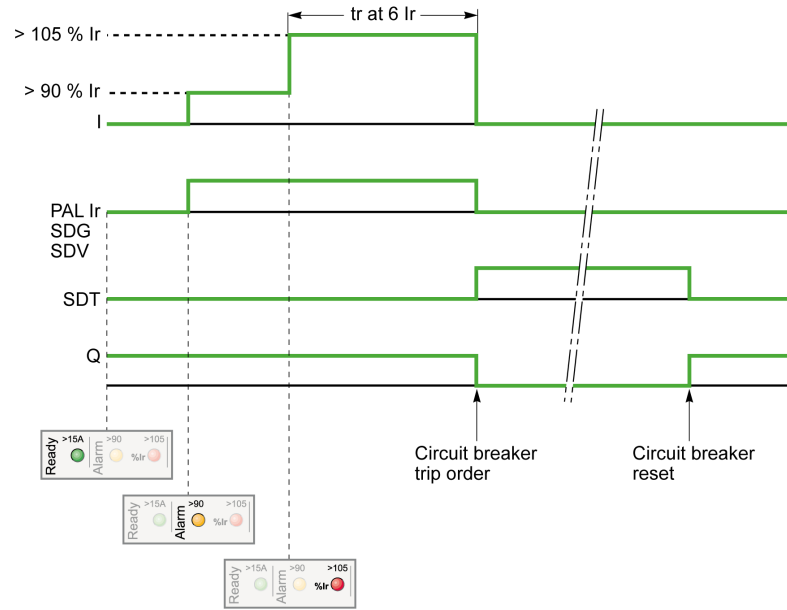 tr at 6 Ir
> 105 % Ir
> 90 % Ir
I
PAL Ir
SDG
SDV
SDT
Q
Circuit breaker
trip order
Circuit breaker
reset
Ready
>15A
Alarm
>90
>105
%Ir
Ready
>15A
Alarm
>90
>105
%Ir
Ready
>15A
Alarm
>90
>105
%Ir